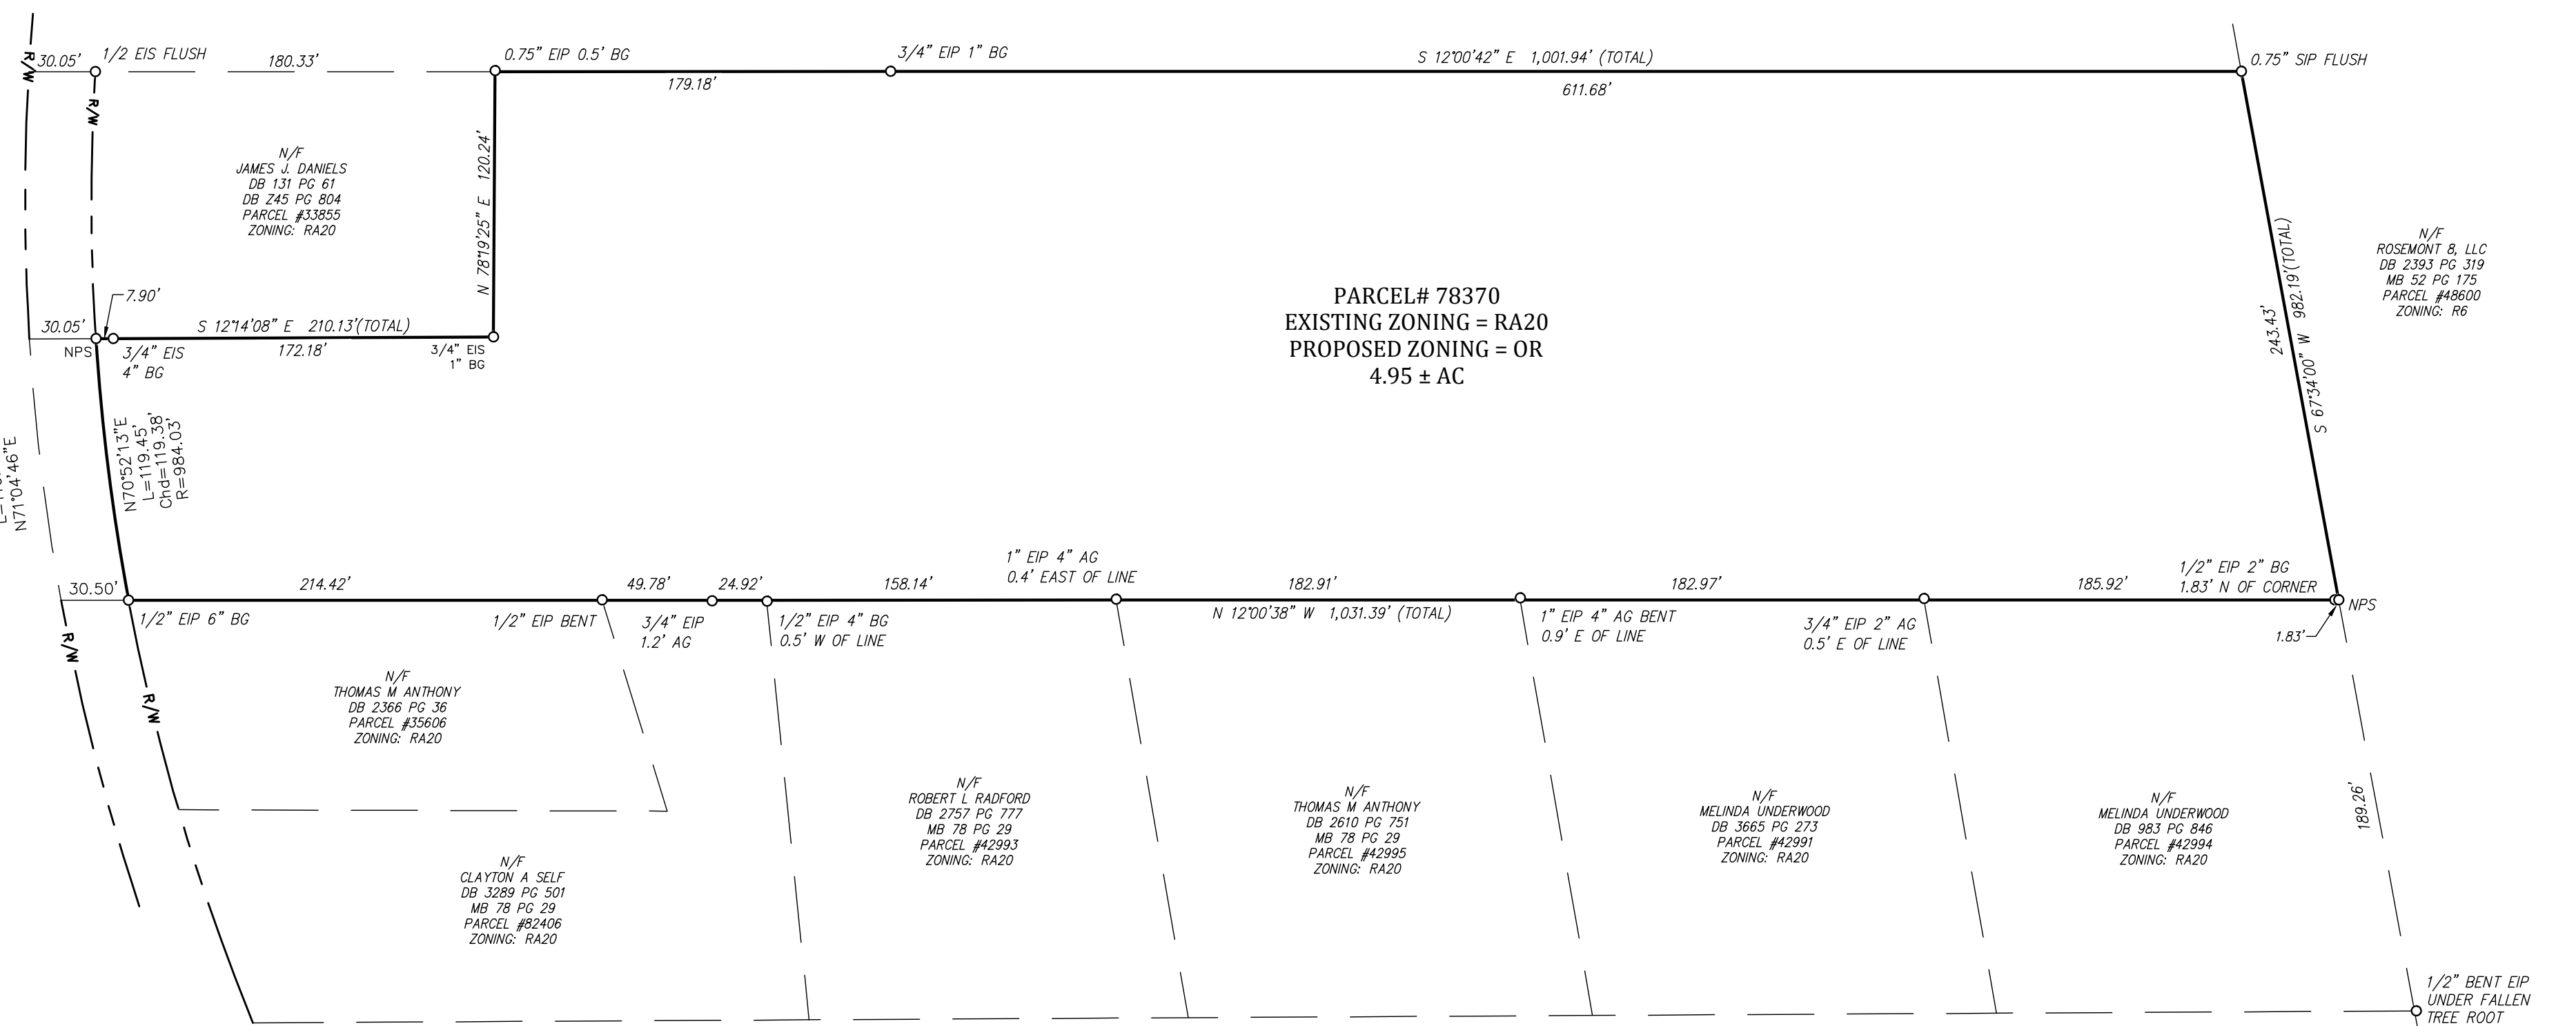 R/W
30.05'
1/2 EIS FLUSH
180.33'
0.75" EIP 0.5' BG
179.18'
3/4" EIP 1" BG
S 12°00'42" E 1,001.94' (TOTAL)
611.68'
0.75" SIP FLUSH
R/W
N/F
JAMES J. DANIELS
DB 131 PG 61
DB Z45 PG 804
PARCEL #33855
ZONING: RA20
N 78°19'25" E 120.24'
7.90'
30.05'
NPS
S 12°14'08" E 210.13'(TOTAL)
172.18'
3/4" EIS
4" BG
3/4" EIS
1" BG
PARCEL# 78370
EXISTING ZONING = RA20
PROPOSED ZONING = OR
4.95 ± AC
243.43'
S 67°34'00" W 982.19'(TOTAL)
N/F
ROSEMONT 8, LLC
DB 2393 PG 319
MB 52 PG 175
PARCEL #48600
ZONING: R6
N71°04'46"E
N70°52'13"E
L=119.45'
Chd=119.38'
R=984.03'
30.50'
1/2" EIP 6" BG
214.42'
1/2" EIP BENT
49.78'
3/4" EIP
1.2' AG
24.92'
1/2" EIP 4" BG
0.5' W OF LINE
158.14'
1" EIP 4" AG
0.4' EAST OF LINE
182.91'
N 12°00'38" W 1,031.39' (TOTAL)
1" EIP 4" AG BENT
0.9' E OF LINE
182.97'
3/4" EIP 2" AG
0.5' E OF LINE
185.92'
1/2" EIP 2" BG
1.83' N OF CORNER
NPS
1.83'
R/W
R/W
N/F
THOMAS M ANTHONY
DB 2366 PG 36
PARCEL #35606
ZONING: RA20
N/F
CLAYTON A SELF
DB 3289 PG 501
MB 78 PG 29
PARCEL #82406
ZONING: RA20
N/F
ROBERT L RADFORD
DB 2757 PG 777
MB 78 PG 29
PARCEL #42993
ZONING: RA20
N/F
THOMAS M ANTHONY
DB 2610 PG 751
MB 78 PG 29
PARCEL #42995
ZONING: RA20
N/F
MELINDA UNDERWOOD
DB 3665 PG 273
PARCEL #42991
ZONING: RA20
N/F
MELINDA UNDERWOOD
DB 983 PG 846
PARCEL #42994
ZONING: RA20
189.26'
1/2" BENT EIP
UNDER FALLEN
TREE ROOT